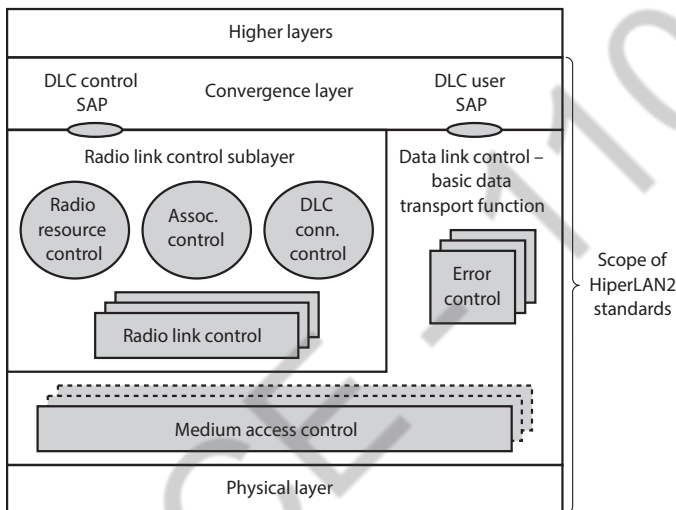 Higher layers
DLC control
SAP
Convergence layer
DLC user
SAP
Radio link control sublayer
Data link control –
basic data
transport function
Radio
resource
control
Assoc.
control
DLC
conn.
control
Error
control
Radio link control
Scope of
HiperLAN2
standards
Medium access control
Physical layer
CE - 110